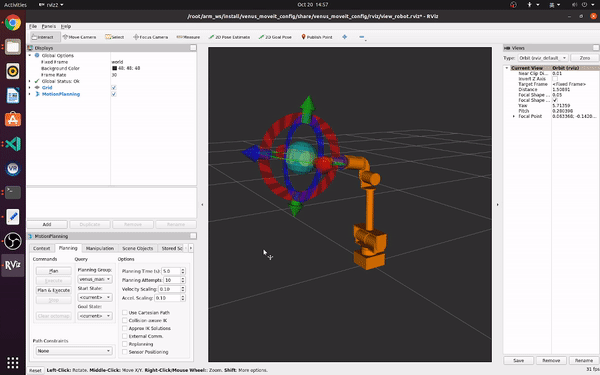 Activities
rviz2
Oct 20 14:57
/root/arm_ws/install/venus_moveit_config/share/venus_moveit_config/rviz/view_robot.rviz* - RViz
File Panels Help
Interact Move Camera Select Focus Camera Measure 2D Pose Estimate 2D Goal Pose Publish Point
Displays
Global Options
Fixed Frame world
Background Color 48; 48; 48
Frame Rate 30
Global Status: Ok
Grid
MotionPlanning
Add Duplicate Remove Rename
MotionPlanning
Context Planning Manipulation Scene Objects Stored Sc
Commands Query Options
Plan
Execute
Plan & Execute
Stop
Clear octomap
Planning Group:
venus_man
Start State:
<current>
Goal State:
<current>
Planning Time (s): 5.0
Planning Attempts: 10
Velocity Scaling: 0.10
Accel. Scaling: 0.10
Use Cartesian Path
Collision-aware IK
Approx IK Solutions
External Comm.
Replanning
Sensor Positioning
Path Constraints
None
Views
Type: Orbit (rviz_default_ Zero
Current View Orbit (rviz)
Near Clip Di... 0.01
Invert Z Axis
Target Frame <Fixed Frame>
Distance 1.50891
Focal Shape ... 0.05
Focal Shape ...
Yaw 5.71359
Pitch 0.280398
Focal Point
Save Remove Rename
Reset Left-Click: Rotate. Middle-Click: Move X/Y. Right-Click/Mouse Wheel: Zoom. Shift: More options.
31 fps